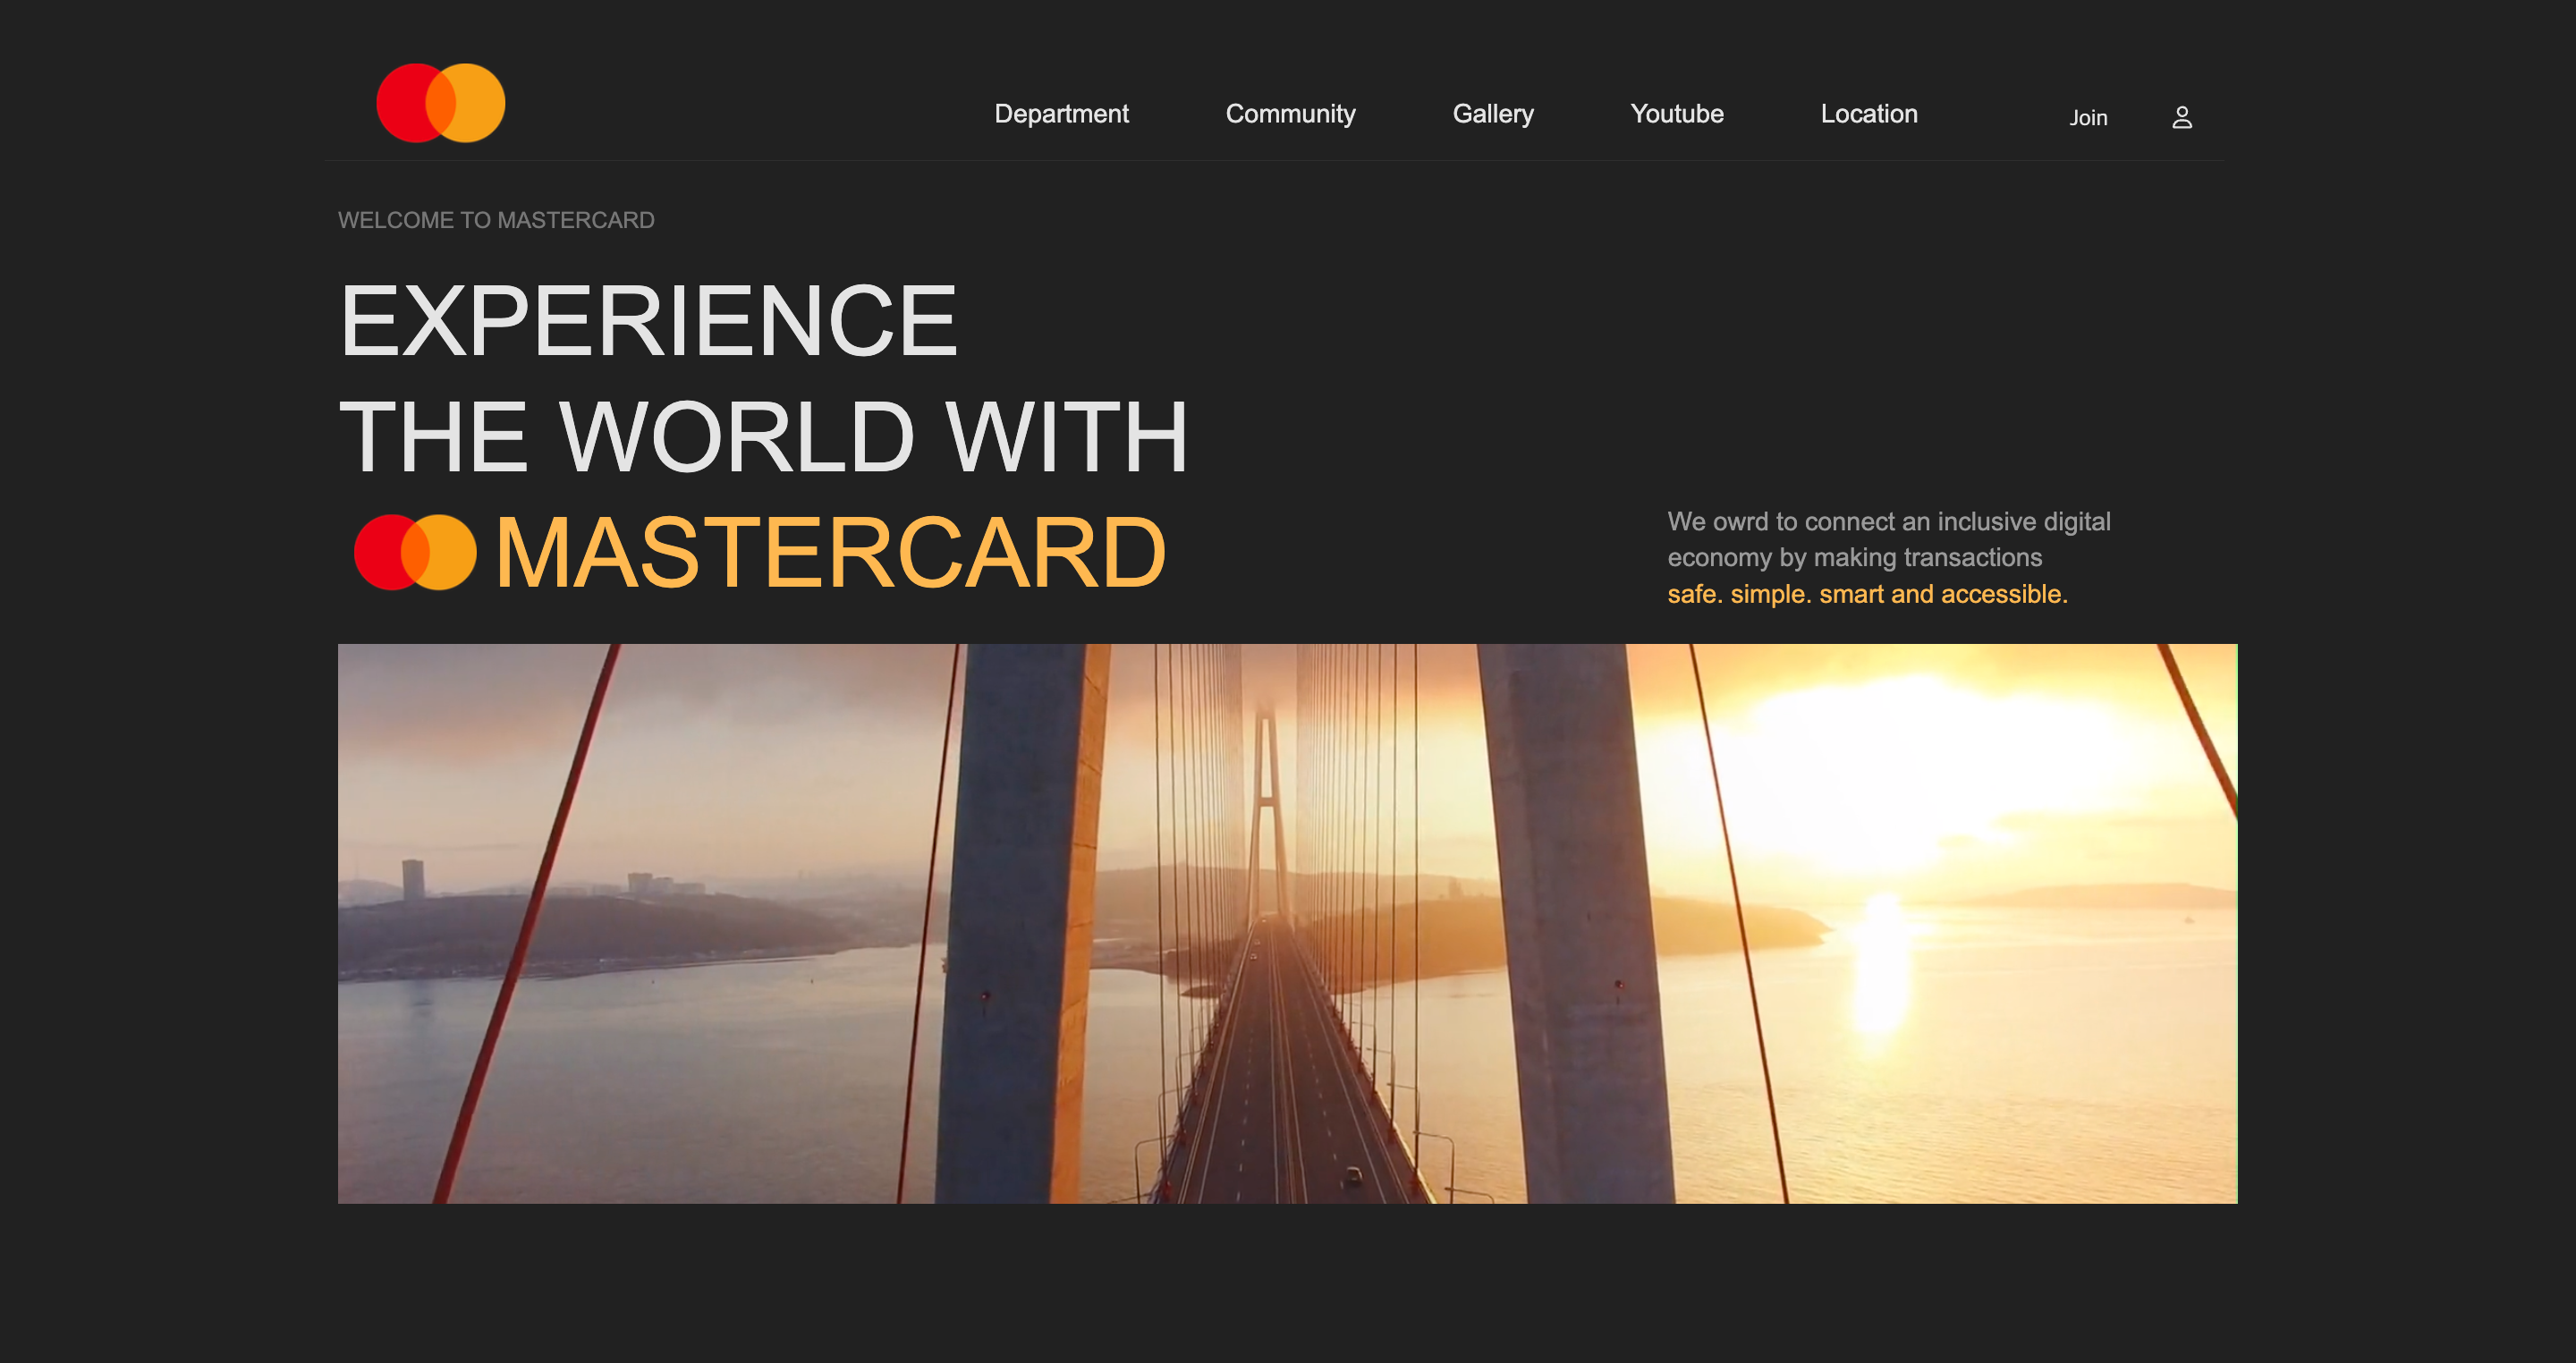 Department Community Gallery Youtube Location Join
WELCOME TO MASTERCARD
EXPERIENCE
THE WORLD WITH
MASTERCARD
We owrd to connect an inclusive digital
economy by making transactions
safe. simple. smart and accessible.